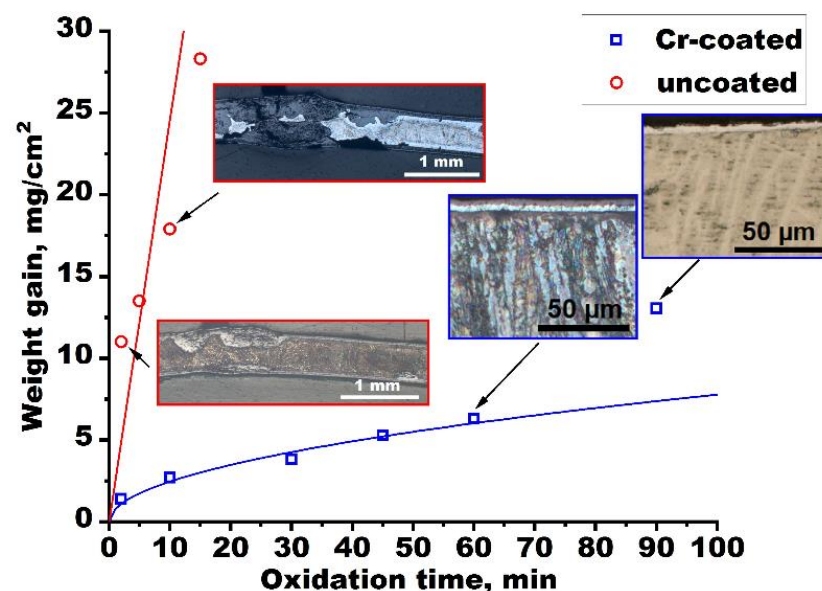 Weight gain, mg/cm²
30
25
20
15
10
5
0
0 10 20 30 40 50 60 70 80 90 100
Oxidation time, min
Cr-coated
uncoated
1 mm
1 mm
50 µm
50 µm